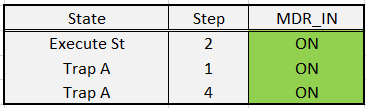 State Step MDR_IN
Execute St 2 ON
Trap A 1 ON
Trap A 4 ON